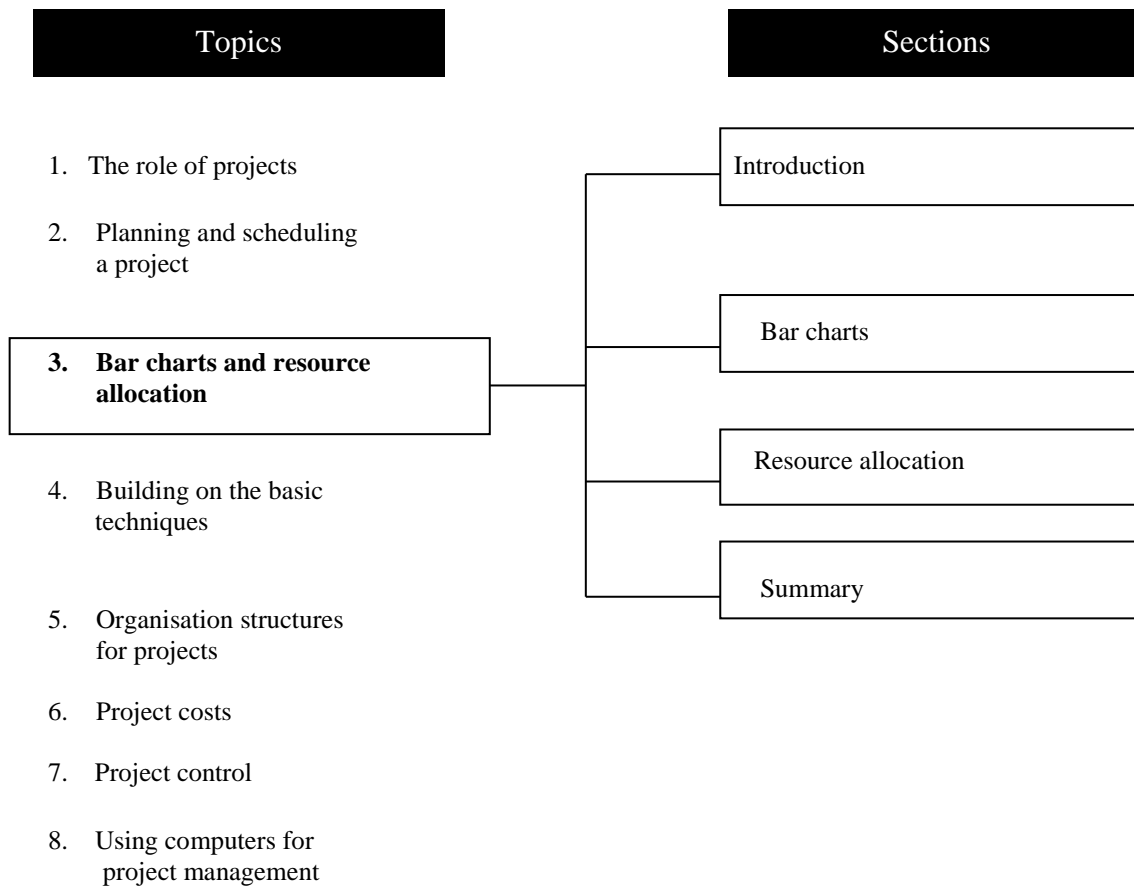 Topics
1. The role of projects
2. Planning and scheduling
a project
3. Bar charts and resource
allocation
4. Building on the basic
techniques
5. Organisation structures
for projects
6. Project costs
7. Project control
8. Using computers for
project management
Sections
Introduction
Bar charts
Resource allocation
Summary